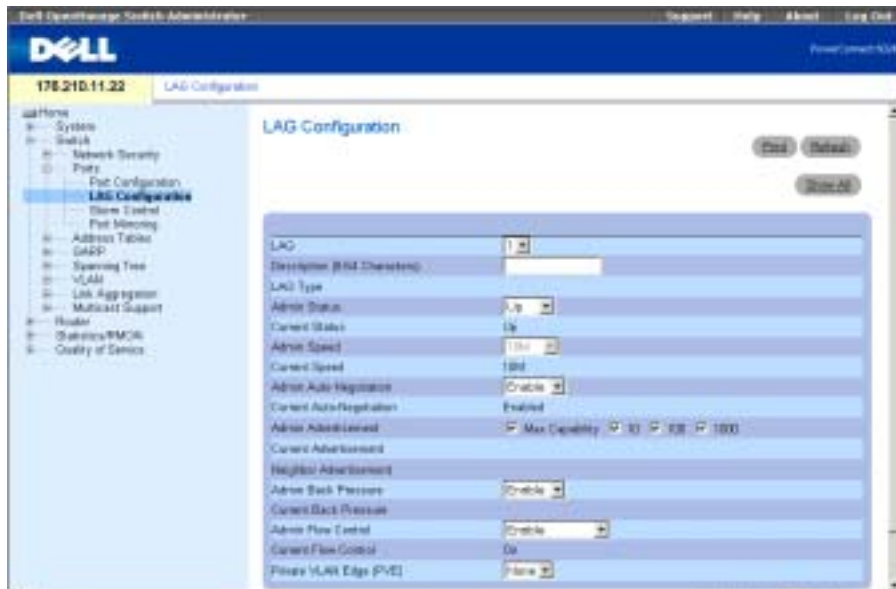 Dell OpenManage Switch Administrator
Support Help About Log Out
DELL
PowerConnect
176.210.11.22 LAG Configuration
Home
System
Switch
Network Security
Ports
Port Configuration
LAG Configuration
Storm Control
Port Mirroring
Address Tables
GARP
Spanning Tree
VLAN
Link Aggregation
Multicast Support
Router
Statistics/RMON
Quality of Service
LAG Configuration
Print Refresh
Show All
LAG 1
Description (0-64 Characters)
LAG Type
Admin Status Up
Current Status Up
Admin Speed 10M
Current Speed 10M
Admin Auto Negotiation Enable
Current Auto-Negotiation Enabled
Admin Advertisement Max Capability 10 100 1000
Current Advertisement
Neighbor Advertisement
Admin Back Pressure Enable
Current Back Pressure
Admin Flow Control Enable
Current Flow Control On
Private VLAN Edge (PVE) None